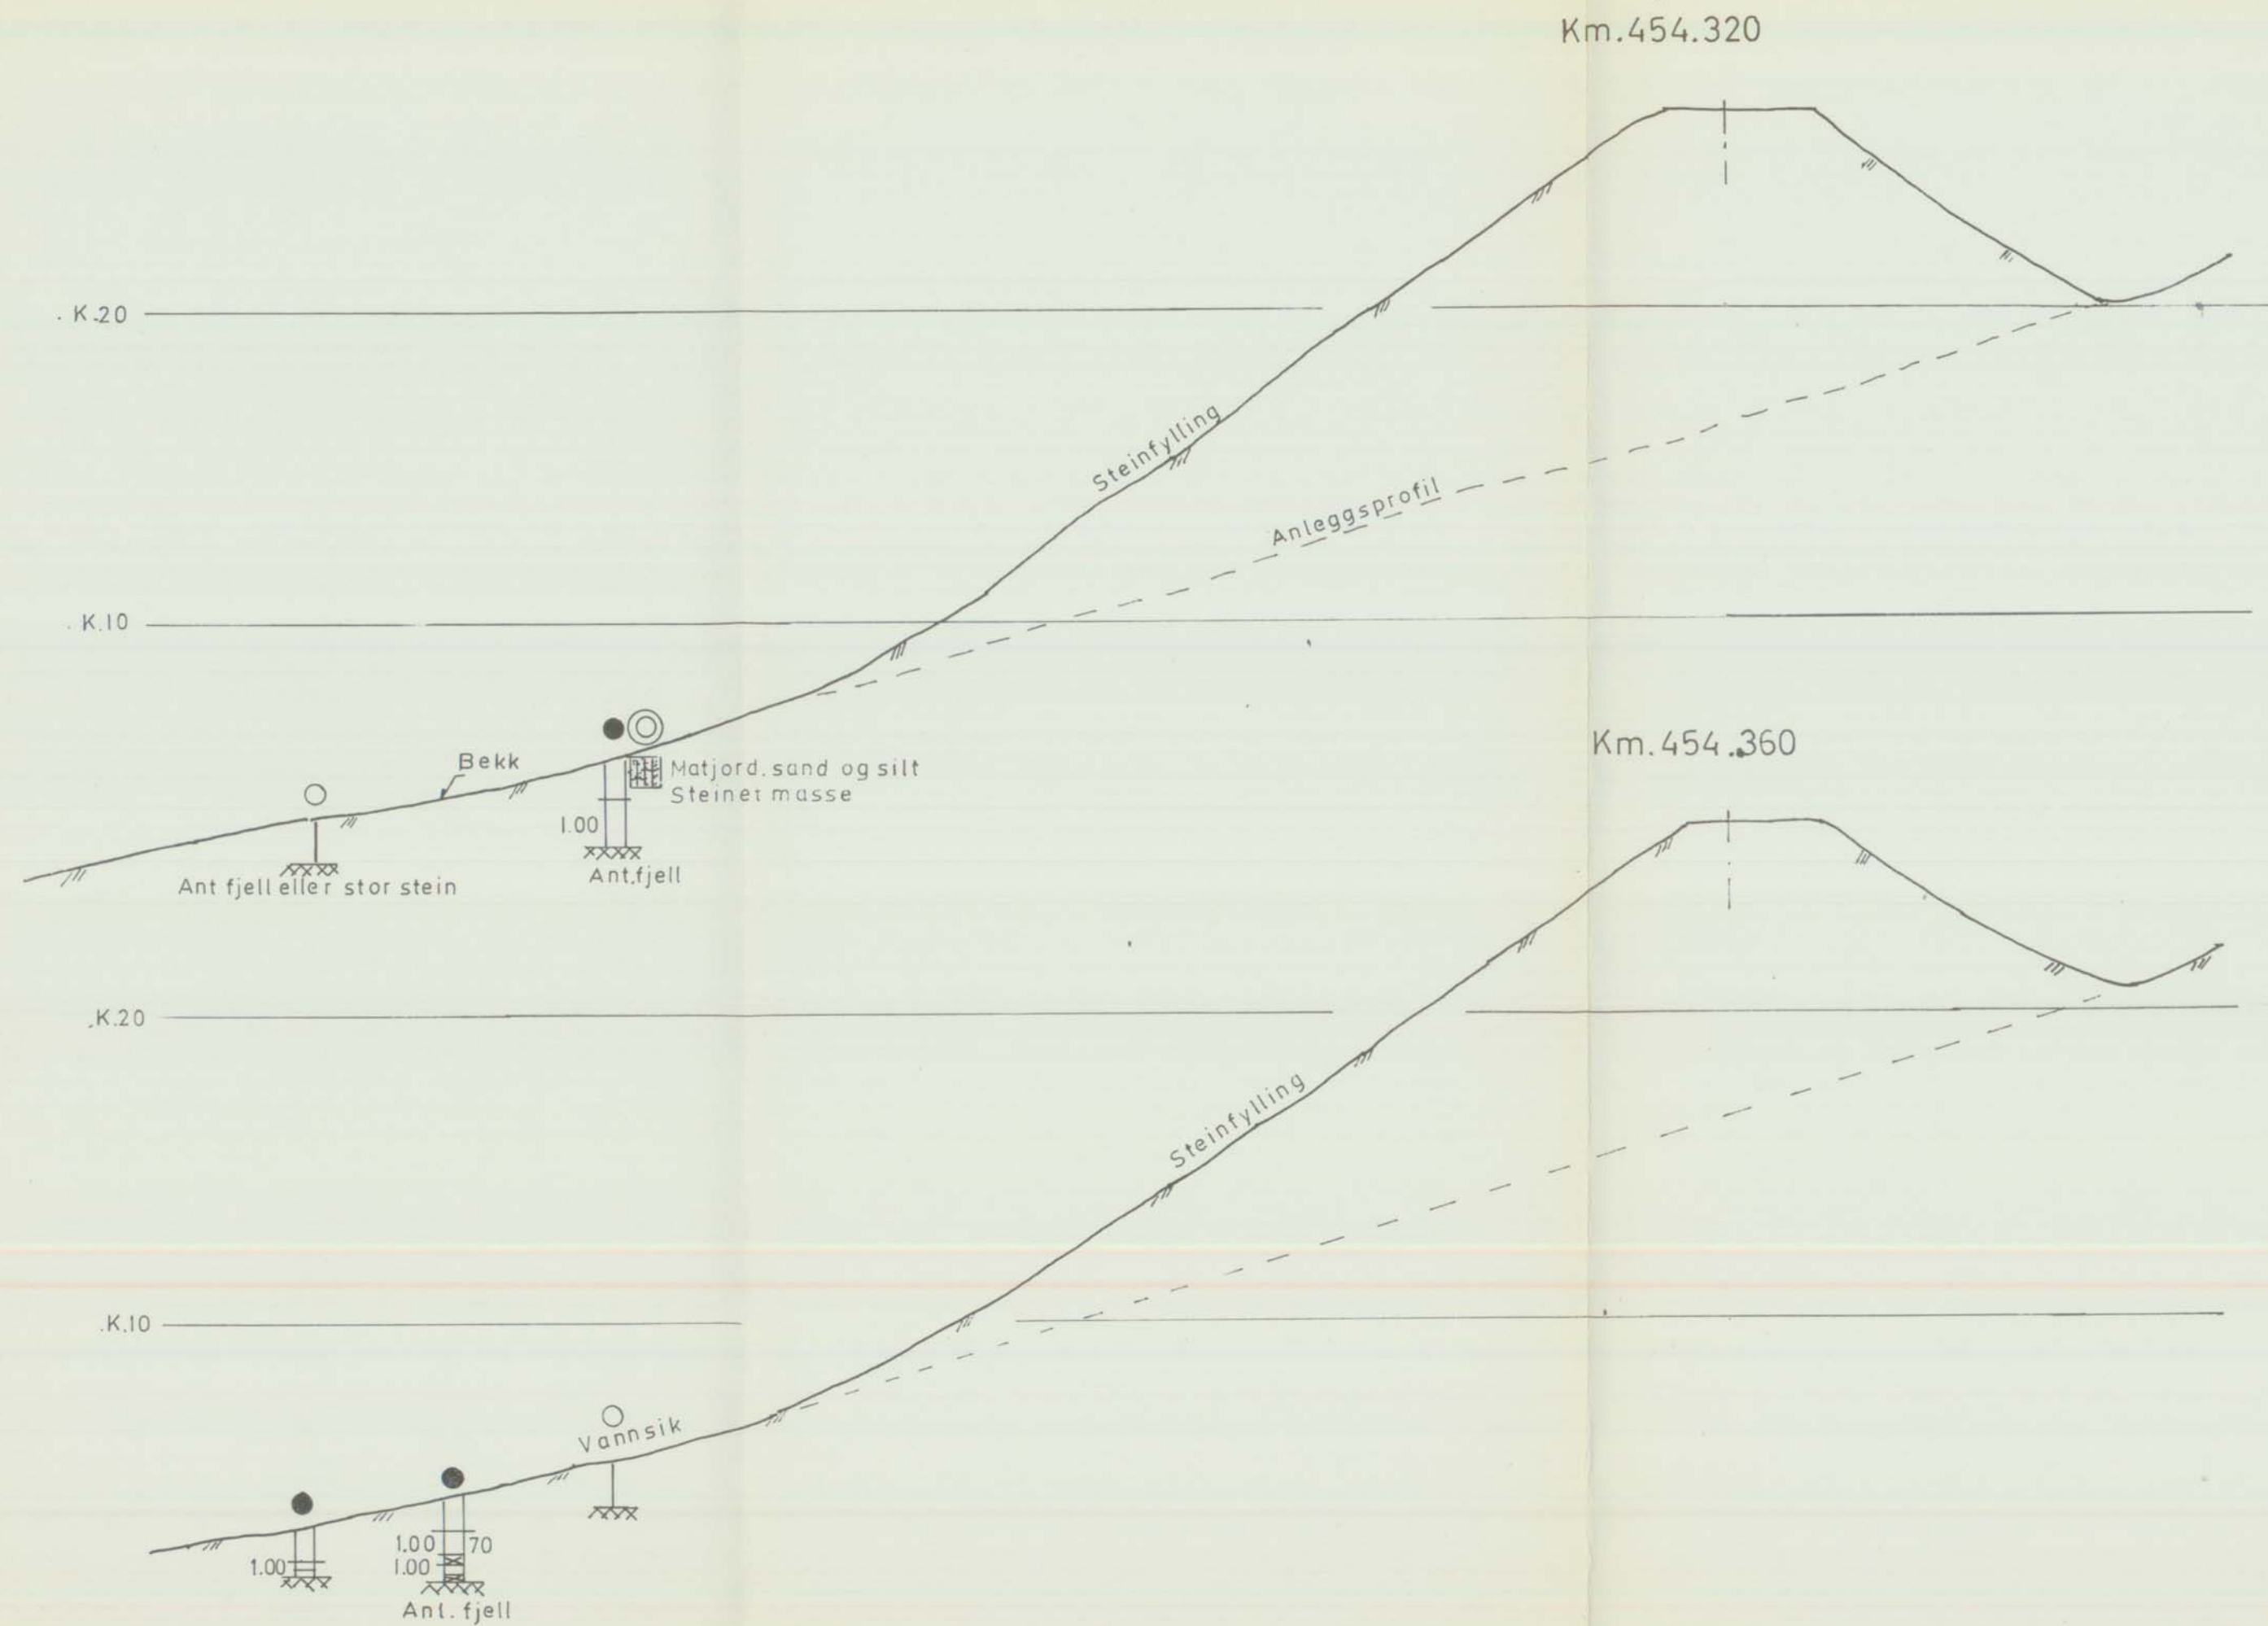 Km.454.320
K.20
Steinfylling
Anleggsprofil
K.10
Bekk
Matjord.sand og silt
Steinet masse
1.00
Ant fjell eller stor stein
Ant.fjell
Km.454.360
K.20
Steinfylling
K.10
Vannsik
1.00 70
1.00 1.00
Ant. fjell